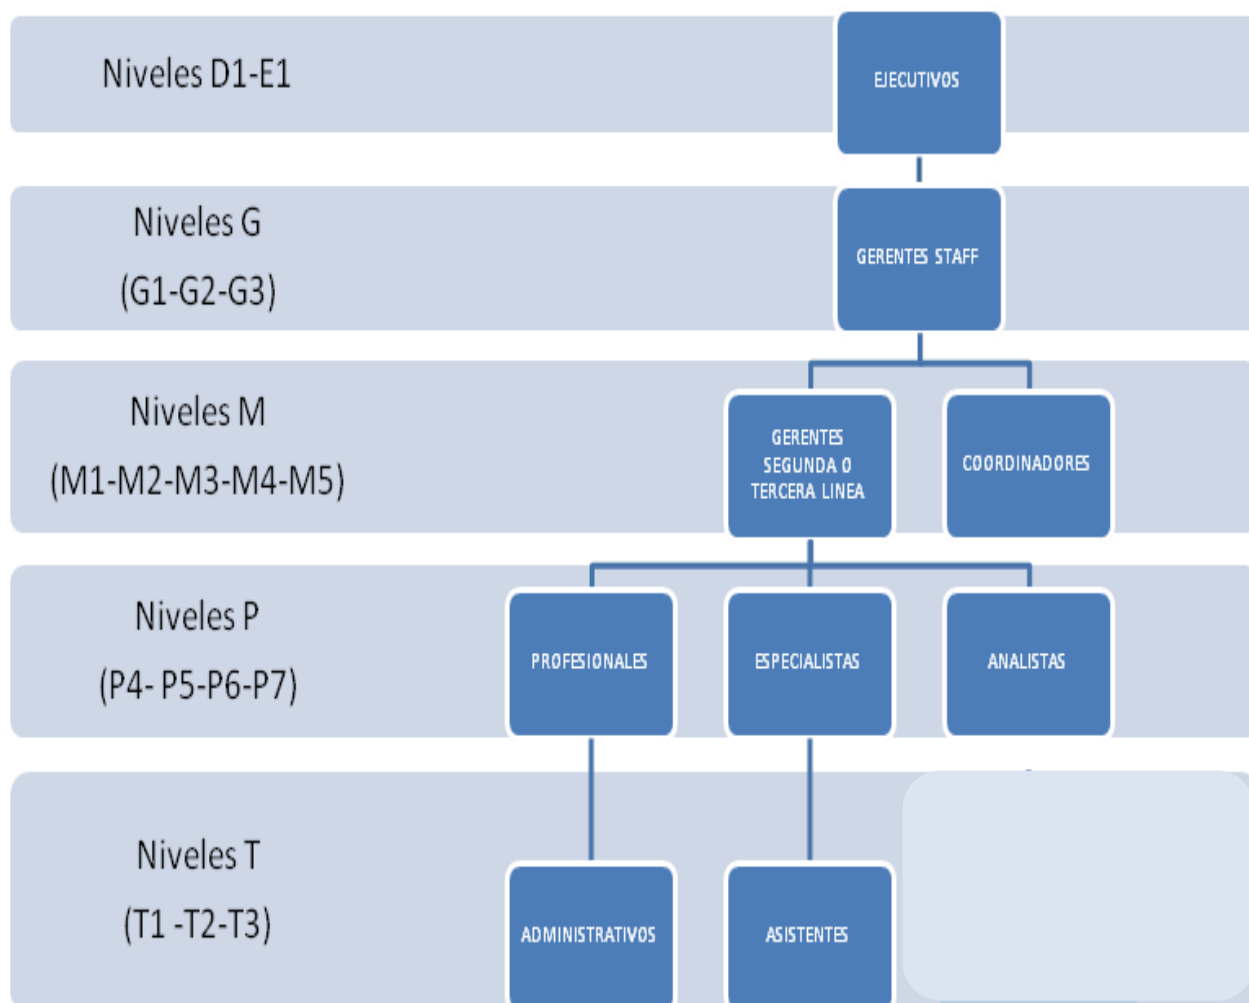 Niveles D1-E1
EJECUTIVOS
Niveles G
(G1-G2-G3)
GERENTES STAFF
Niveles M
(M1-M2-M3-M4-M5)
GERENTES
SEGUNDA O
TERCERA LINEA
COORDINADORES
Niveles P
(P4- P5-P6-P7)
PROFESIONALES
ESPECIALISTAS
ANALISTAS
Niveles T
(T1 -T2-T3)
ADMINISTRATIVOS
ASISTENTES